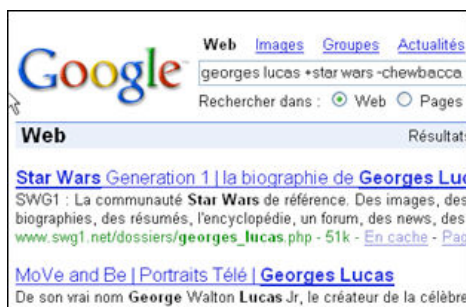 Web Images Groupes Actualités
Google
georges lucas +star wars -chewbacca
Rechercher dans : Web Pages
Web Résultats
Star Wars Generation 1 | la biographie de Georges Luc
SWG1 : La communauté Star Wars de référence. Des images, des
biographies, des résumés, l'encyclopédie, un forum, des news, des
www.swg1.net/dossiers/georges_lucas.php - 51k - En cache - Pag
MoVe and Be | Portraits Télé | Georges Lucas
De son vrai nom George Walton Lucas Jr, le créateur de la célèbre